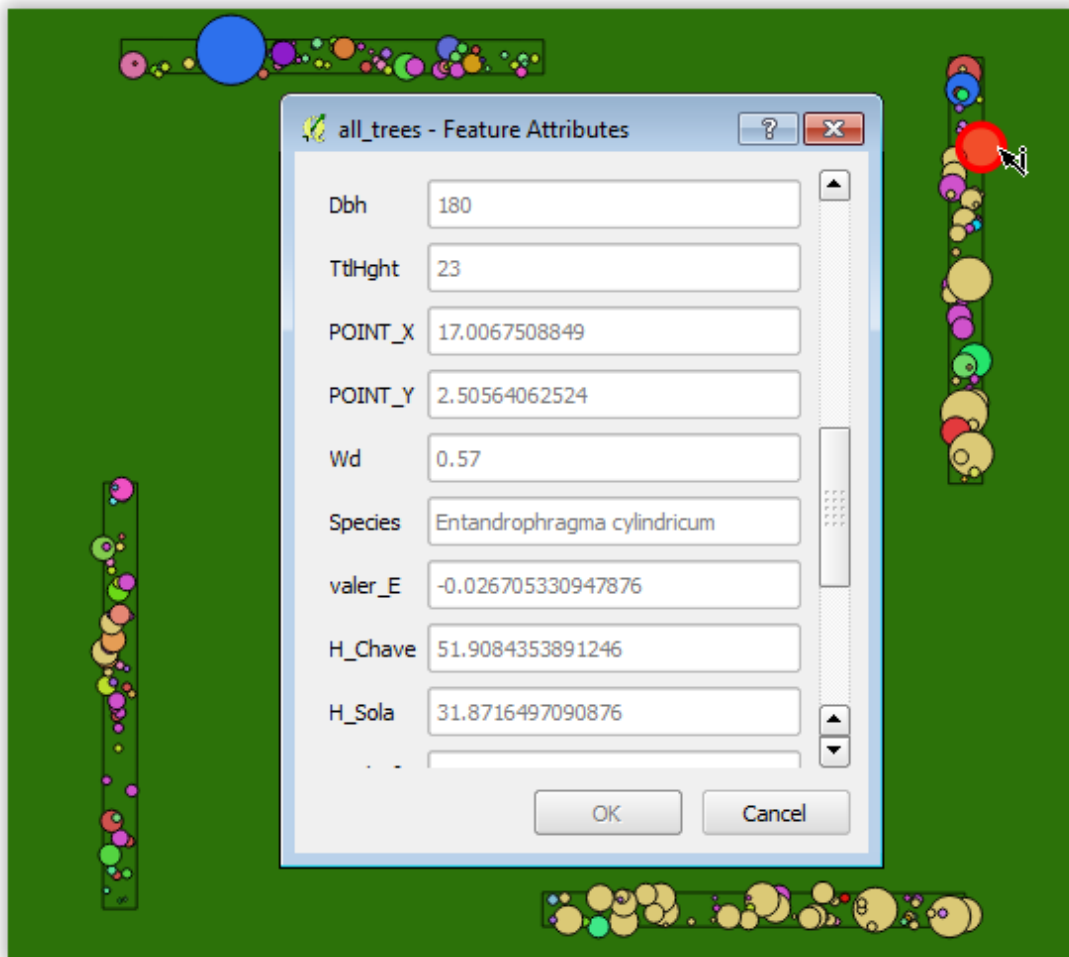 all_trees - Feature Attributes
Dbh 180
TtlHght 23
POINT_X 17.0067508849
POINT_Y 2.50564062524
Wd 0.57
Species Entandrophragma cylindricum
valer_E -0.026705330947876
H_Chave 51.9084353891246
H_Sola 31.8716497090876
OK Cancel